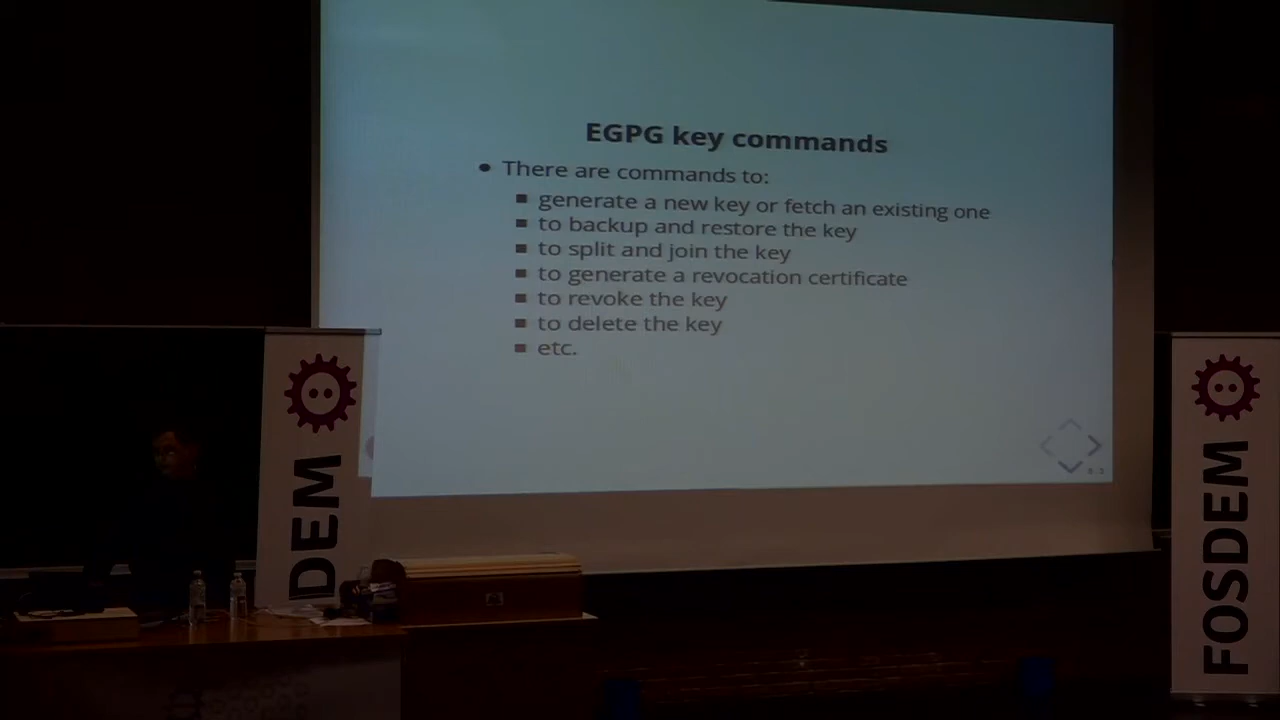 EGPG key commands
There are commands to:
generate a new key or fetch an existing one
to backup and restore the key
to split and join the key
to generate a revocation certificate
to revoke the key
to delete the key
etc.
DEM
FOSDEM